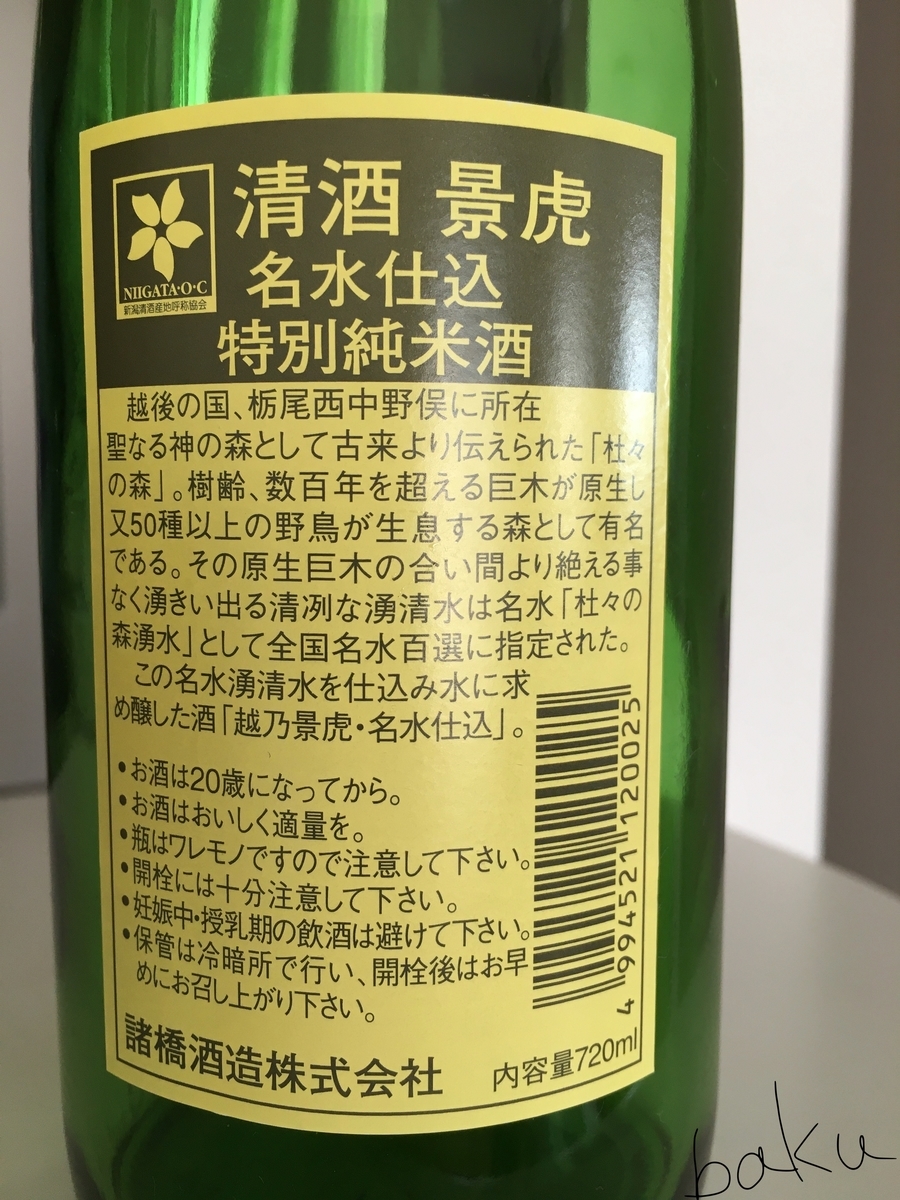 清酒 景虎
名水仕込
特別純米酒
NIIGATA·O·C
新潟清酒産地呼称協会
越後の国、栃尾西中野俣に所在
聖なる神の森として古来より伝えられた「杜々
の森」。樹齢、数百年を超える巨木が原生し
又50種以上の野鳥が生息する森として有名
である。その原生巨木の合い間より絶える事
なく湧きい出る清冽な湧清水は名水「杜々の
森湧水」として全国名水百選に指定された。
この名水湧清水を仕込み水に求
め醸した酒「越乃景虎・名水仕込」。
•お酒は20歳になってから。
•お酒はおいしく適量を。
•瓶はワレモノですので注意して下さい。
•開栓には十分注意して下さい。
•妊娠中・授乳期の飲酒は避けて下さい。
•保管は冷暗所で行い、開栓後はお早
めにお召し上がり下さい。
4 994521 120025
諸橋酒造株式会社
内容量720ml
baku